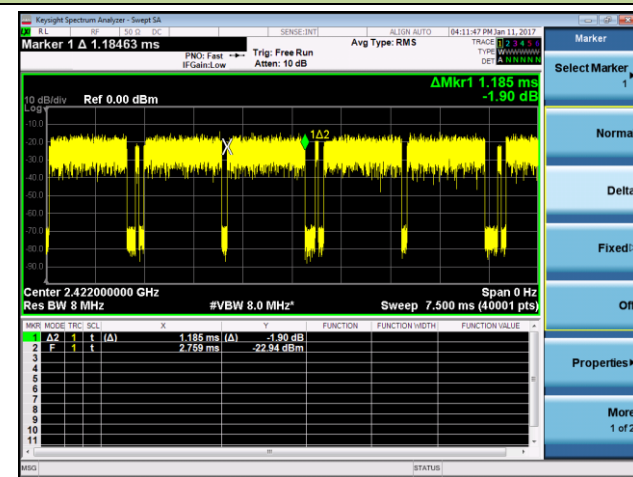 Keysight Spectrum Analyzer - Swept SA
RL RF 50 Ω DC SENSE:INT ALIGN AUTO 04:11:47 PM Jan 11, 2017
Marker 1 Δ 1.18463 ms
PNO: Fast
IFGain:Low
Trig: Free Run
Atten: 10 dB
Avg Type: RMS
TRACE 1 2 3 4 5 6
TYPE WWWWWW
DET A N N N N N
ΔMkr1 1.185 ms
-1.90 dB
10 dB/div Ref 0.00 dBm
Log
-10.0
-20.0
-30.0
-40.0
-50.0
-60.0
-70.0
-80.0
-90.0
X
1Δ2
Center 2.422000000 GHz Span 0 Hz
Res BW 8 MHz #VBW 8.0 MHz* Sweep 7.500 ms (40001 pts)
MKR MODE TRC SCL X Y FUNCTION FUNCTION WIDTH FUNCTION VALUE
1 Δ2 1 t (Δ) 1.185 ms (Δ) -1.90 dB
2 F 1 t 2.759 ms -22.94 dBm
3
4
5
6
7
8
9
10
11
MSG STATUS
Marker
Select Marker
1
Norma
Delta
Fixed
Off
Properties
More
1 of 2